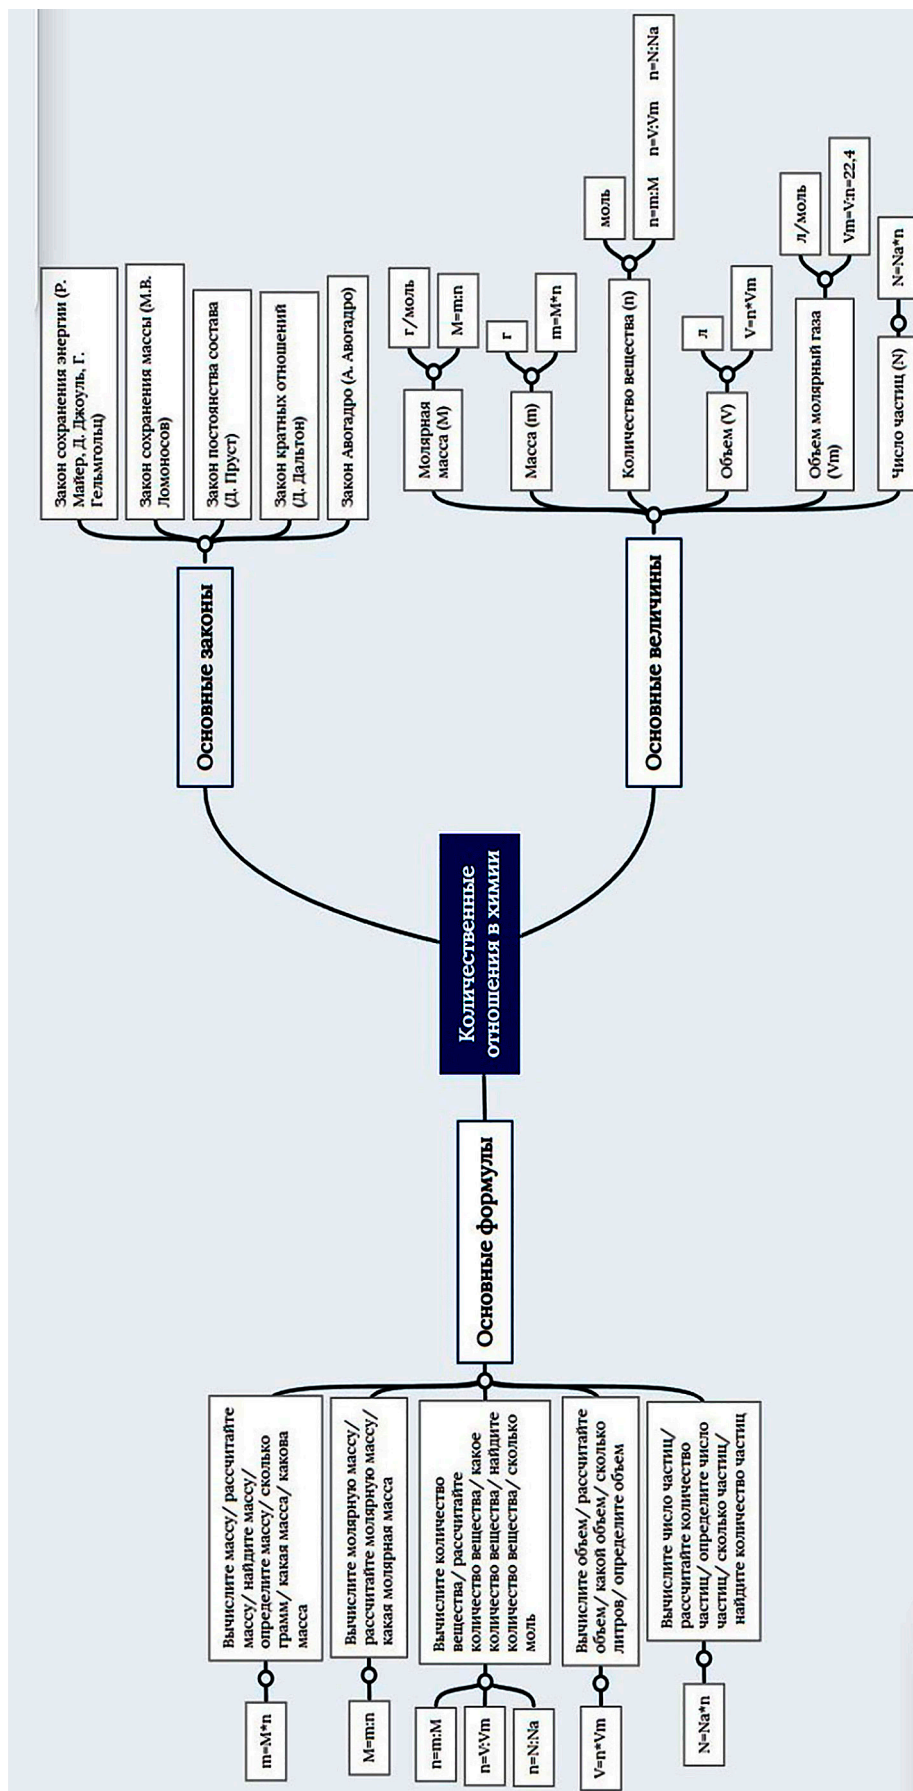 Количественные
отношения в химии
Основные формулы
Вычислите массу/ рассчитайте
массу/ найдите массу/
определите массу/ сколько
грамм/ какая масса/ какова
масса
m=M*n
Вычислите молярную массу/
рассчитайте молярную массу/
какая молярная масса
M=m:n
Вычислите количество
вещества/ рассчитайте
количество вещества/ какое
количество вещества/ найдите
количество вещества/ сколько
моль
n=m:M
n=V:Vm
n=N:Na
Вычислите объем/ рассчитайте
объем/ какой объем/ сколько
литров/ определите объем
V=n*Vm
Вычислите число частиц/
рассчитайте количество
частиц/ определите число
частиц/ сколько частиц/
найдите количество частиц
N=Na*n
Основные законы
Закон сохранения энергии (Р.
Майер, Д. Джоуль, Г.
Гельмгольц)
Закон сохранения массы (М.В.
Ломоносов)
Закон постоянства состава
(Д. Пруст)
Закон кратных отношений
(Д. Дальтон)
Закон Авогадро (А. Авогадро)
Основные величины
Молярная
масса (M)
г/моль
M=m:n
Масса (m)
г
m=M*n
Количество вещества (n)
моль
n=m:M n=V:Vm n=N:Na
Объем (V)
л
V=n*Vm
Объем молярный газа
(Vm)
л/моль
Vm=V:n=22,4
Число частиц (N)
N=Na*n